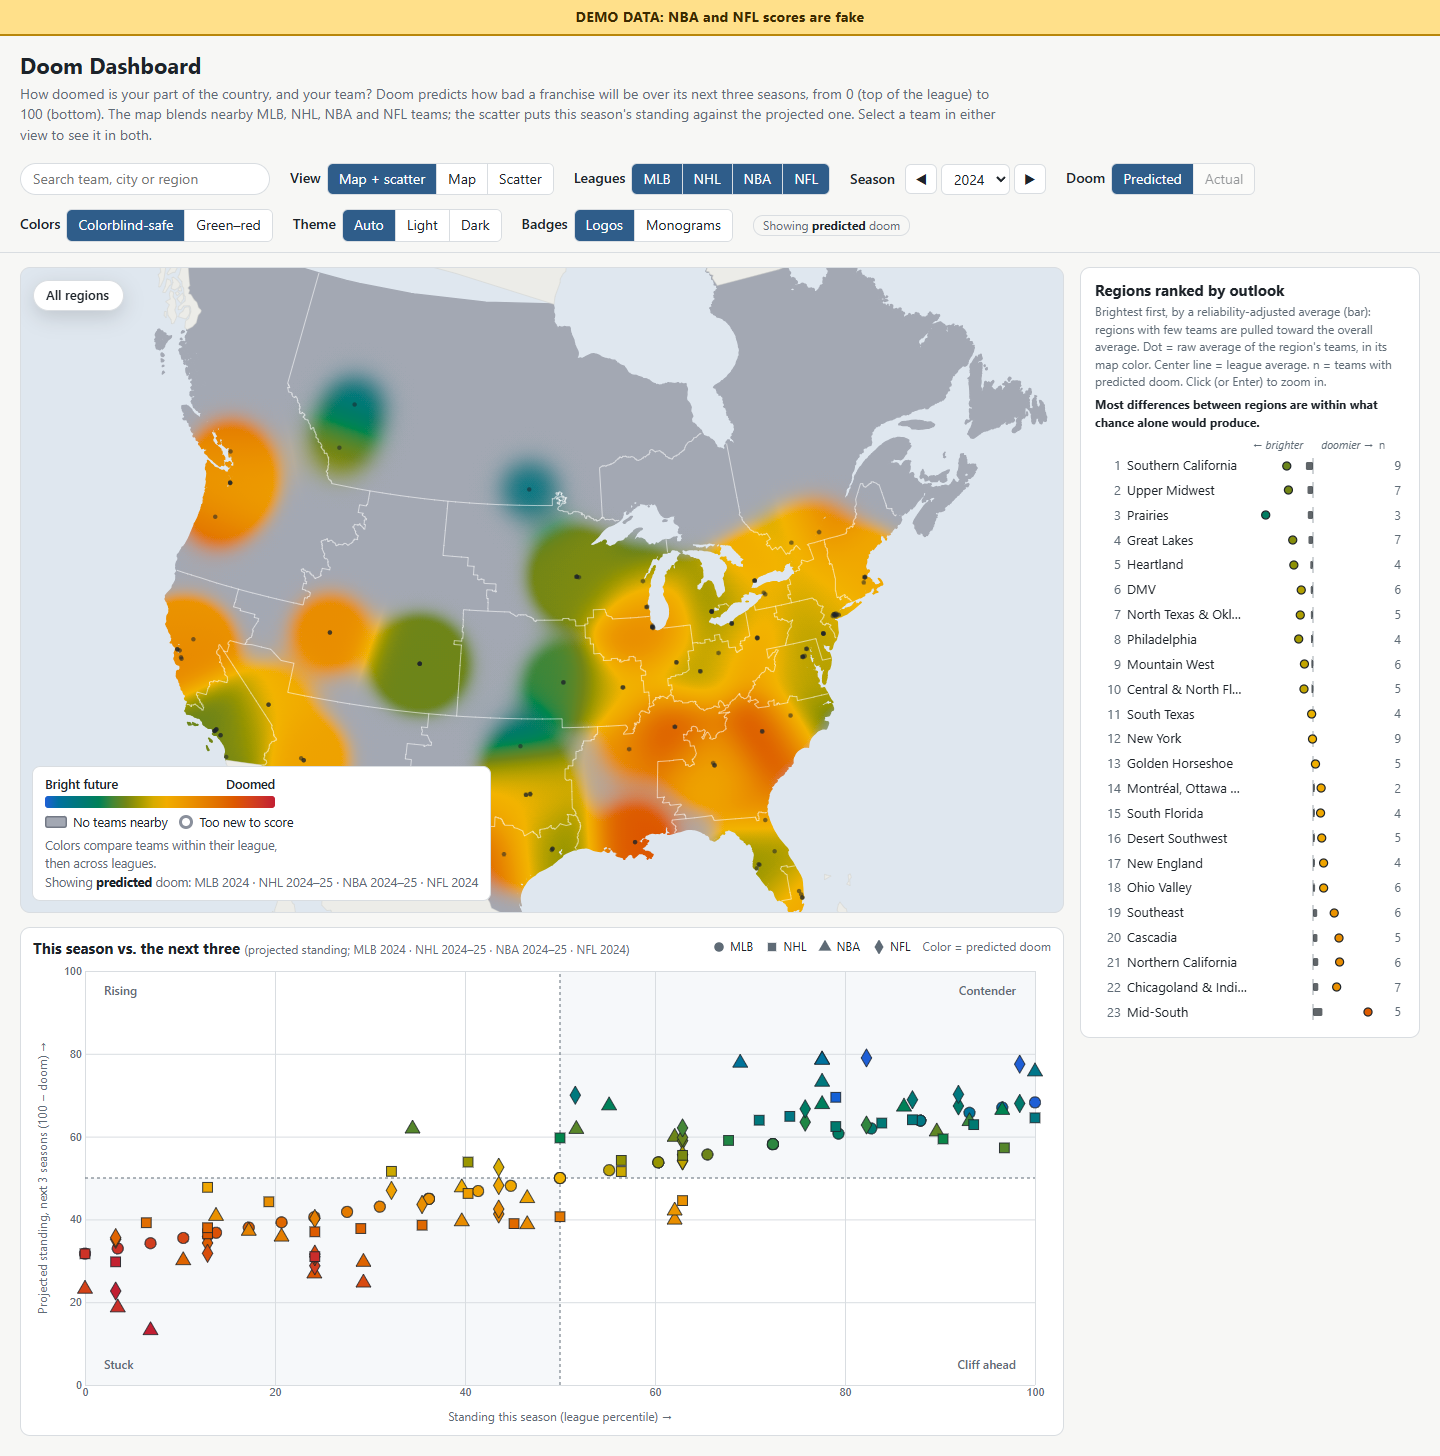 DEMO DATA: NBA and NFL scores are fake
Doom Dashboard
How doomed is your part of the country, and your team? Doom predicts how bad a franchise will be over its next three seasons, from 0 (top of the league) to
100 (bottom). The map blends nearby MLB, NHL, NBA and NFL teams; the scatter puts this season's standing against the projected one. Select a team in either
view to see it in both.
Search team, city or region
View Map + scatter Map Scatter
Leagues MLB NHL NBA NFL
Season ◀ 2024 ▶
Doom Predicted Actual
Colors Colorblind-safe Green–red
Theme Auto Light Dark
Badges Logos Monograms
Showing predicted doom
All regions
Bright future Doomed
No teams nearby Too new to score
Colors compare teams within their league,
then across leagues.
Showing predicted doom: MLB 2024 · NHL 2024–25 · NBA 2024–25 · NFL 2024
Regions ranked by outlook
Brightest first, by a reliability-adjusted average (bar):
regions with few teams are pulled toward the overall
average. Dot = raw average of the region's teams, in its
map color. Center line = league average. n = teams with
predicted doom. Click (or Enter) to zoom in.
Most differences between regions are within what
chance alone would produce.
← brighter doomier → n
1 Southern California 9
2 Upper Midwest 7
3 Prairies 3
4 Great Lakes 7
5 Heartland 4
6 DMV 6
7 North Texas & Okl... 5
8 Philadelphia 4
9 Mountain West 6
10 Central & North Fl... 5
11 South Texas 4
12 New York 9
13 Golden Horseshoe 5
14 Montréal, Ottawa ... 2
15 South Florida 4
16 Desert Southwest 5
17 New England 4
18 Ohio Valley 6
19 Southeast 6
20 Cascadia 5
21 Northern California 6
22 Chicagoland & Indi... 7
23 Mid-South 5
This season vs. the next three (projected standing; MLB 2024 · NHL 2024–25 · NBA 2024–25 · NFL 2024)
MLB NHL NBA NFL Color = predicted doom
Projected standing, next 3 seasons (100 − doom) →
100
80
60
40
20
0
Rising
Contender
Stuck
Cliff ahead
0 20 40 60 80 100
Standing this season (league percentile) →